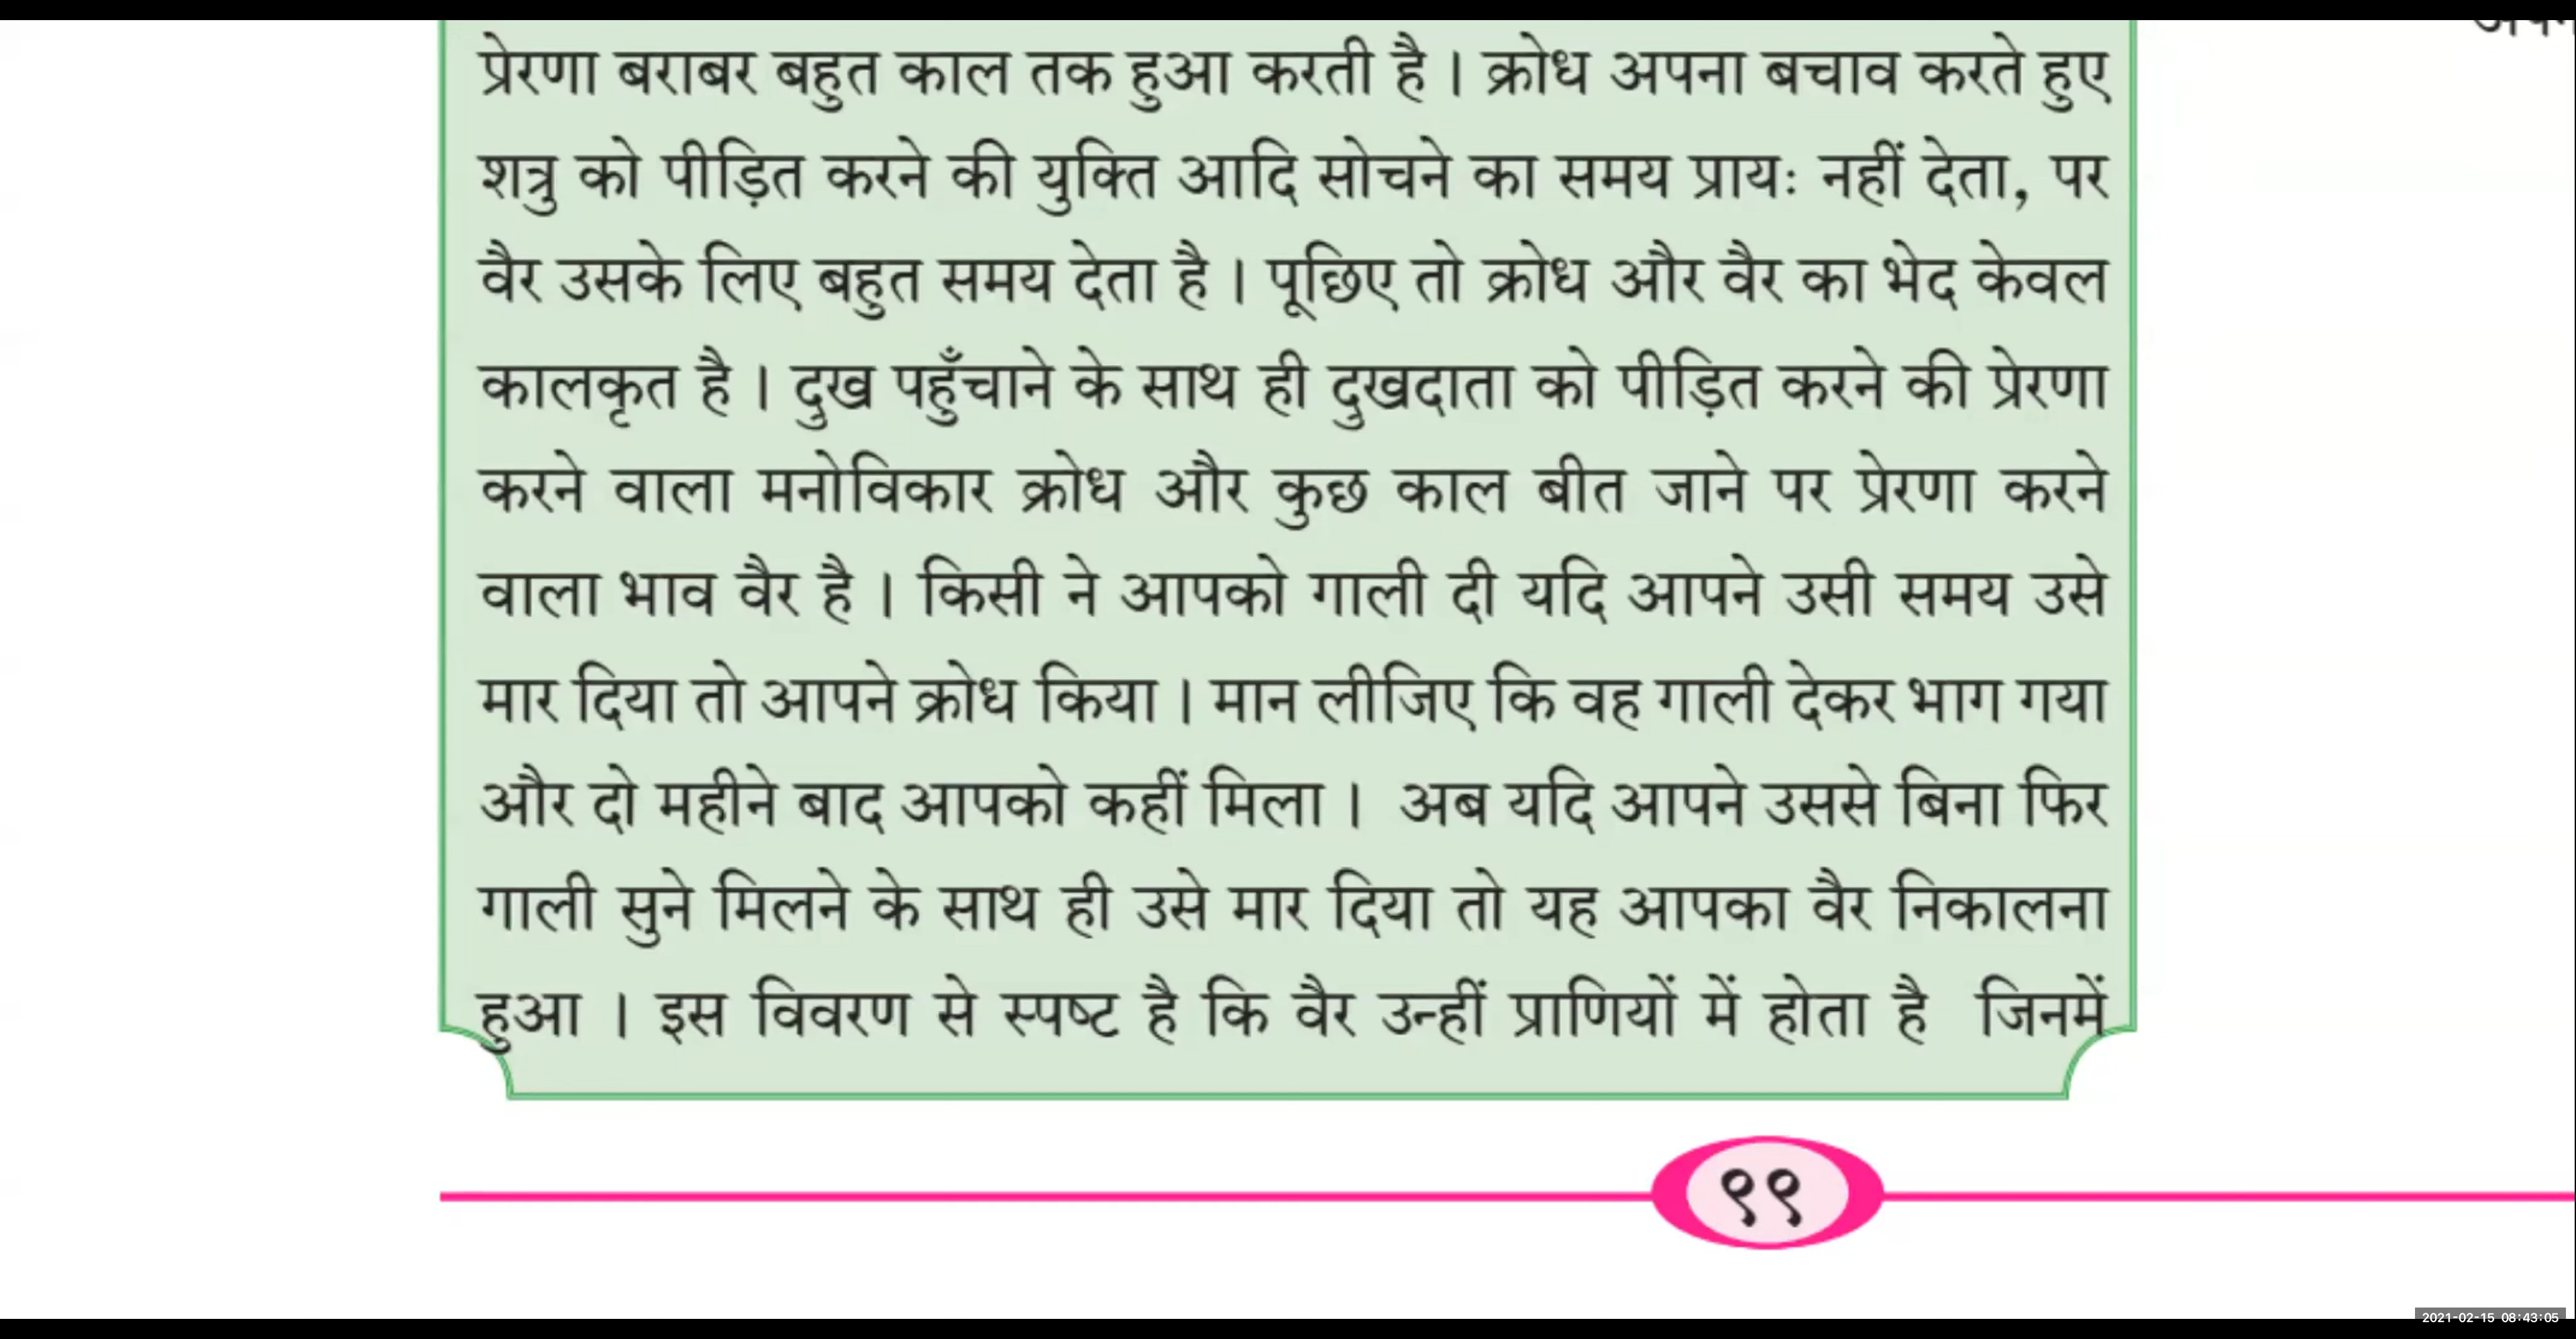 प्रेरणा बराबर बहुत काल तक हुआ करती है । क्रोध अपना बचाव करते हुए
शत्रु को पीड़ित करने की युक्ति आदि सोचने का समय प्रायः नहीं देता, पर
वैर उसके लिए बहुत समय देता है । पूछिए तो क्रोध और वैर का भेद केवल
कालकृत है । दुख पहुँचाने के साथ ही दुखदाता को पीड़ित करने की प्रेरणा
करने वाला मनोविकार क्रोध और कुछ काल बीत जाने पर प्रेरणा करने
वाला भाव वैर है । किसी ने आपको गाली दी यदि आपने उसी समय उसे
मार दिया तो आपने क्रोध किया । मान लीजिए कि वह गाली देकर भाग गया
और दो महीने बाद आपको कहीं मिला । अब यदि आपने उससे बिना फिर
गाली सुने मिलने के साथ ही उसे मार दिया तो यह आपका वैर निकालना
हुआ । इस विवरण से स्पष्ट है कि वैर उन्हीं प्राणियों में होता है जिनमें
९९
2021-02-15 08:43:05